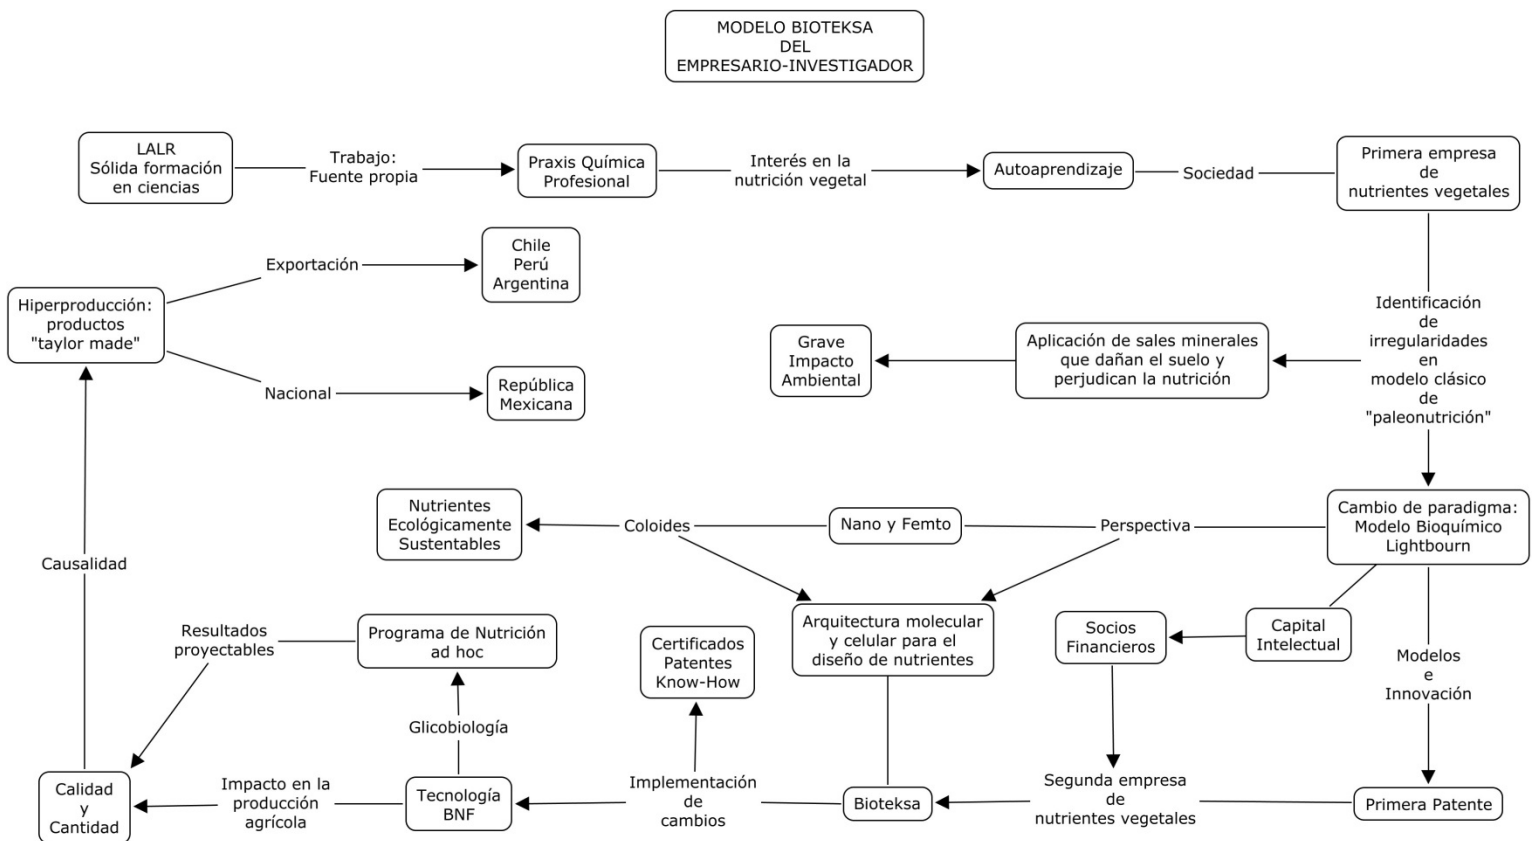 MODELO BIOTEKSA
DEL
EMPRESARIO-INVESTIGADOR
LALR
Sólida formación
en ciencias
Trabajo:
Fuente propia
Praxis Química
Profesional
Interés en la
nutrición vegetal
Autoaprendizaje
Sociedad
Primera empresa
de
nutrientes vegetales
Hiperproducción:
productos
"taylor made"
Exportación
Chile
Perú
Argentina
Nacional
República
Mexicana
Grave
Impacto
Ambiental
Aplicación de sales minerales
que dañan el suelo y
perjudican la nutrición
Identificación
de
irregularidades
en
modelo clásico
de
"paleonutrición"
Nutrientes
Ecológicamente
Sustentables
Coloides
Nano y Femto
Perspectiva
Cambio de paradigma:
Modelo Bioquímico
Lightbourn
Causalidad
Resultados
proyectables
Programa de Nutrición
ad hoc
Certificados
Patentes
Know-How
Arquitectura molecular
y celular para el
diseño de nutrientes
Socios
Financieros
Capital
Intelectual
Modelos
e
Innovación
Glicobiología
Calidad
y
Cantidad
Impacto en la
producción
agrícola
Tecnología
BNF
Implementación
de
cambios
Bioteksa
Segunda empresa
de
nutrientes vegetales
Primera Patente